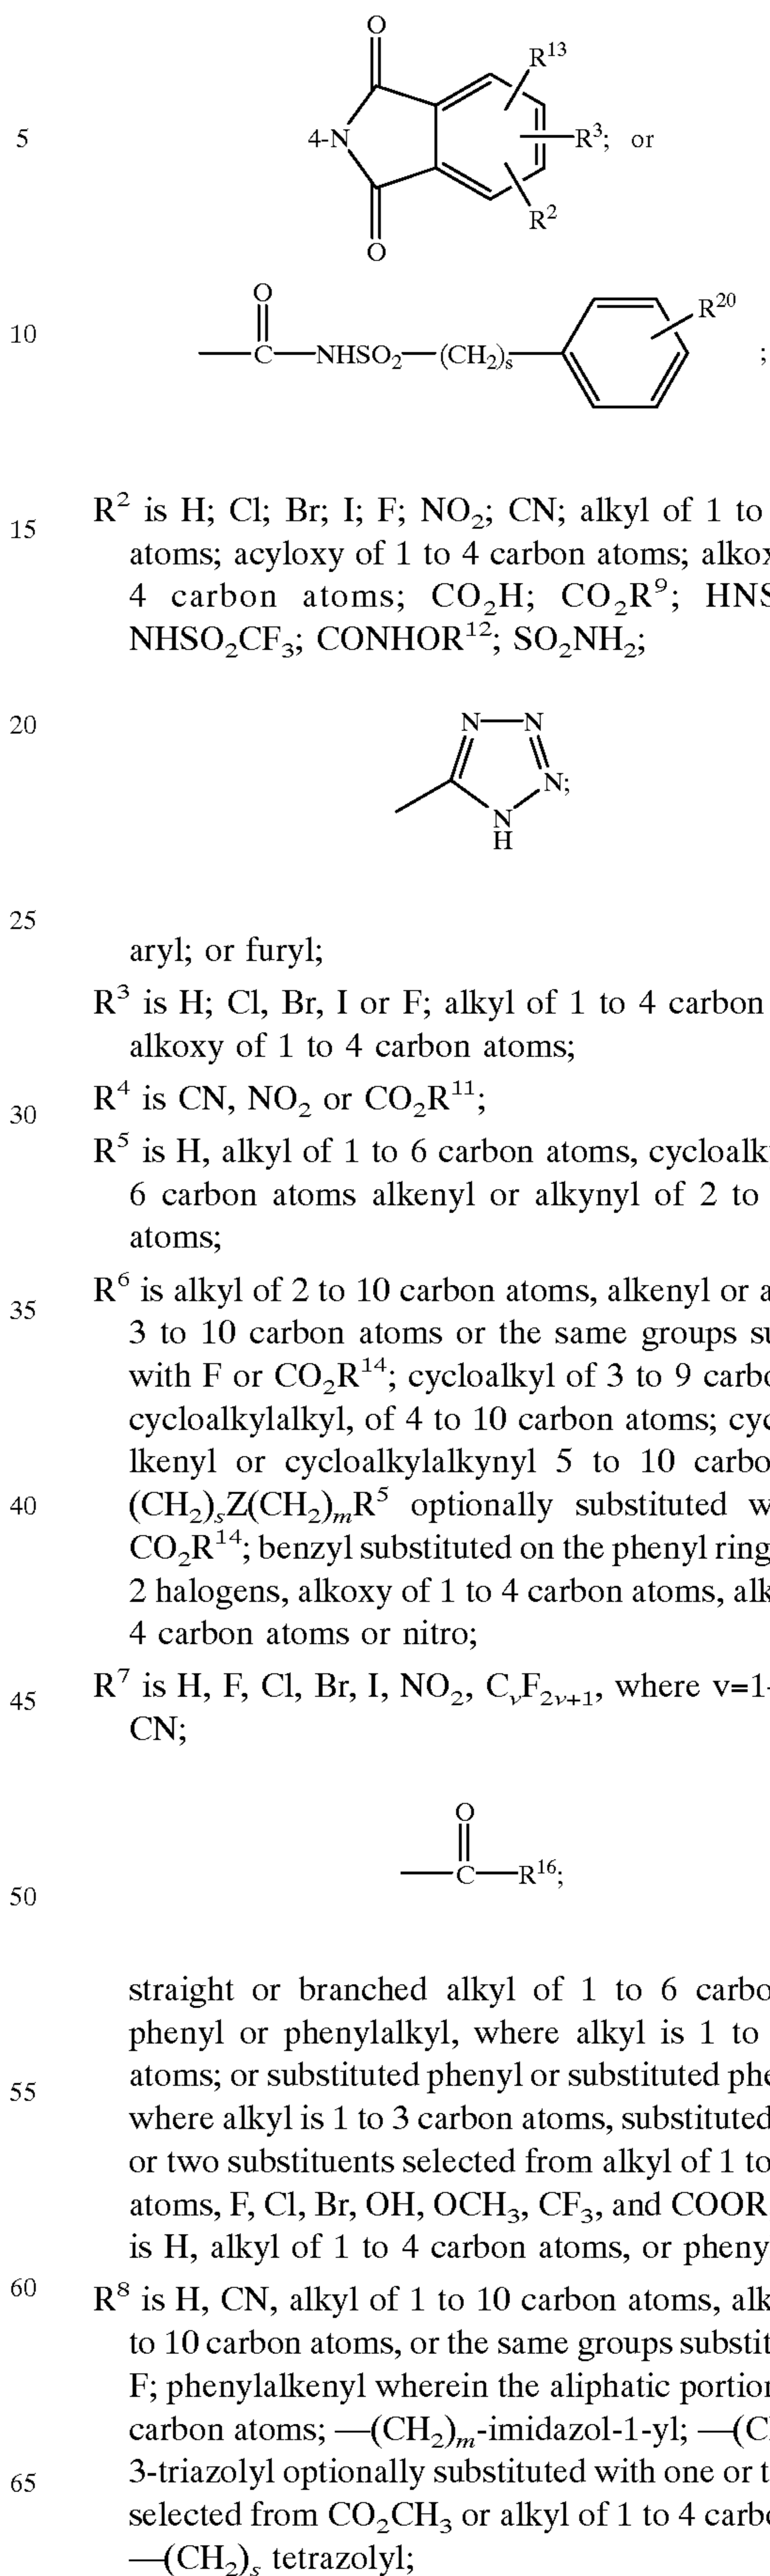 O
R¹³
5
4-N
R³; or
R²
O
O
10
R²⁰
C
NHSO₂
(CH₂)ₛ
;
R² is H; Cl; Br; I; F; NO₂; CN; alkyl of 1 to
15
atoms; acyloxy of 1 to 4 carbon atoms;
4 carbon atoms; CO₂H; CO₂R⁹;
NHSO₂CF₃; CONHOR¹²; SO₂NH₂;
20
N
N
N;
N
H
25
aryl; or furyl;
R³ is H; Cl, Br, I or F; alkyl of 1 to 4 carbon
alkoxy of 1 to 4 carbon atoms;
R⁴ is CN, NO₂ or CO₂R¹¹;
30
R⁵ is H, alkyl of 1 to 6 carbon atoms,
6 carbon atoms alkenyl or alkynyl of 2 to
atoms;
R⁶ is alkyl of 2 to 10 carbon atoms, alkenyl or
35
3 to 10 carbon atoms or the same groups
with F or CO₂R¹⁴; cycloalkyl of 3 to 9
cycloalkylalkyl, of 4 to 10 carbon atoms;
lkenyl or cycloalkylalkynyl 5 to 10
40
(CH₂)ₛZ(CH₂)ₘR⁵ optionally substituted
CO₂R¹⁴; benzyl substituted on the phenyl ring
2 halogens, alkoxy of 1 to 4 carbon atoms,
4 carbon atoms or nitro;
R⁷ is H, F, Cl, Br, I, NO₂, CᵥF₂ᵥ₊₁, where v=1-
45
CN;
O
C
R¹⁶;
50
straight or branched alkyl of 1 to 6
phenyl or phenylalkyl, where alkyl is 1 to
55
atoms; or substituted phenyl or substituted
where alkyl is 1 to 3 carbon atoms, substituted
or two substituents selected from alkyl of 1 to
atoms, F, Cl, Br, OH, OCH₃, CF₃, and COOR
is H, alkyl of 1 to 4 carbon atoms, or
60
R⁸ is H, CN, alkyl of 1 to 10 carbon atoms,
to 10 carbon atoms, or the same groups
F; phenylalkenyl wherein the aliphatic
carbon atoms; —(CH₂)ₘ-imidazol-1-yl;
65
3-triazolyl optionally substituted with one or
selected from CO₂CH₃ or alkyl of 1 to 4
—(CH₂)ₛ tetrazolyl;